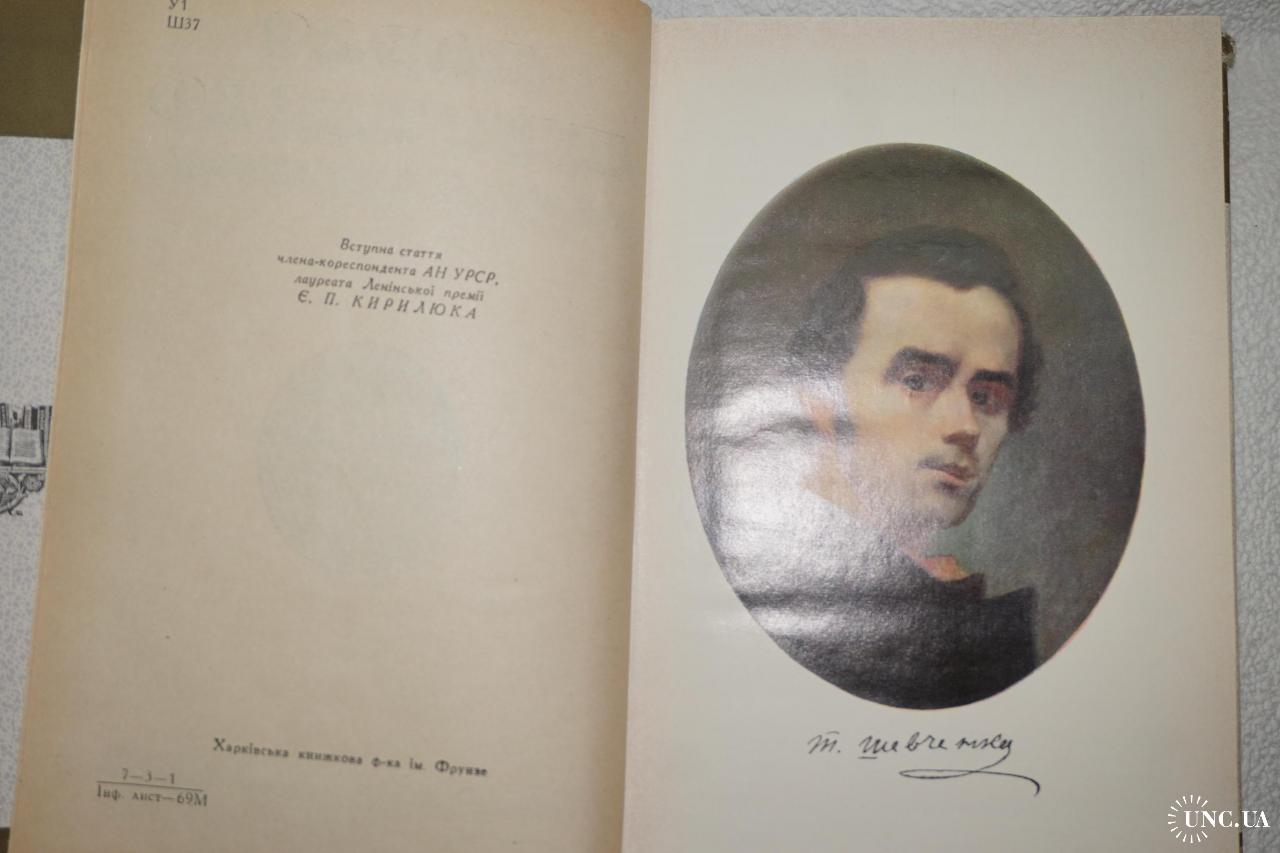 У1
Ш37
Вступна стаття
члена-кореспондента АН УРСР,
лауреата Ленінської премії
Є. П. КИРИЛЮКА
Харківська книжкова ф-ка ім. Фрунзе
7—3—1
Інф. лист—69М
Т. Шевченко
UNC.UA